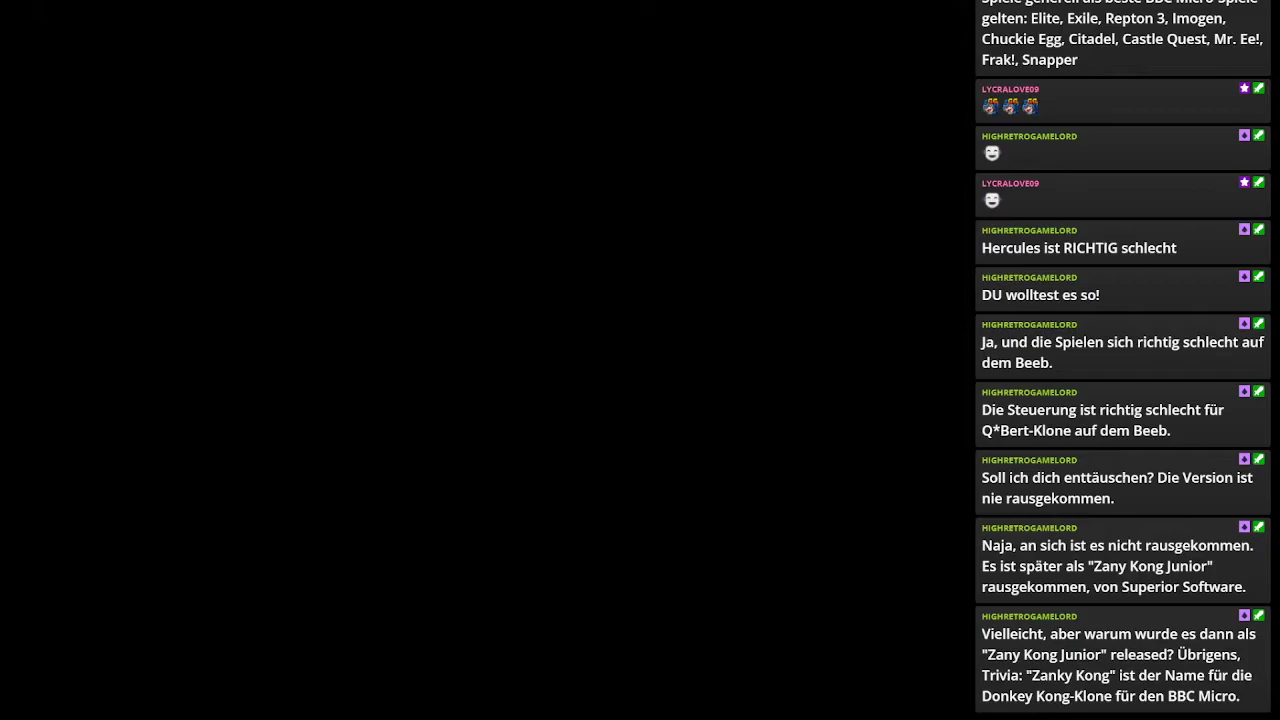 Spiele generell als beste BBC Micro-Spiele
gelten: Elite, Exile, Repton 3, Imogen,
Chuckie Egg, Citadel, Castle Quest, Mr. Ee!,
Frak!, Snapper
LYCRALOVE09
HIGHRETROGAMELORD
LYCRALOVE09
HIGHRETROGAMELORD
Hercules ist RICHTIG schlecht
HIGHRETROGAMELORD
DU wolltest es so!
HIGHRETROGAMELORD
Ja, und die Spielen sich richtig schlecht auf
dem Beeb.
HIGHRETROGAMELORD
Die Steuerung ist richtig schlecht für
Q*Bert-Klone auf dem Beeb.
HIGHRETROGAMELORD
Soll ich dich enttäuschen? Die Version ist
nie rausgekommen.
HIGHRETROGAMELORD
Naja, an sich ist es nicht rausgekommen.
Es ist später als "Zany Kong Junior"
rausgekommen, von Superior Software.
HIGHRETROGAMELORD
Vielleicht, aber warum wurde es dann als
"Zany Kong Junior" released? Übrigens,
Trivia: "Zanky Kong" ist der Name für die
Donkey Kong-Klone für den BBC Micro.